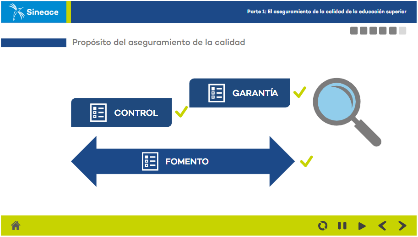 Sineace
Parte 1: El aseguramiento de la calidad de la educación superior
Propósito del aseguramiento de la calidad
GARANTÍA
CONTROL
FOMENTO